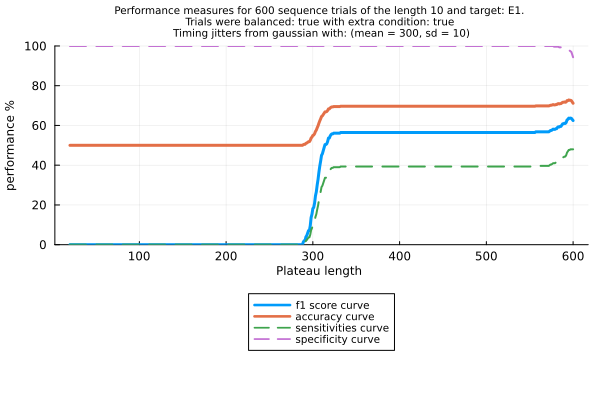 Performance measures for 600 sequence trials of the length 10 and target: E1.
Trials were balanced: true with extra condition: true
Timing jitters from gaussian with: (mean = 300, sd = 10)
100
80
60
40
20
0
performance %
100
200
300
400
500
600
Plateau length
f1 score curve
accuracy curve
sensitivities curve
specificity curve